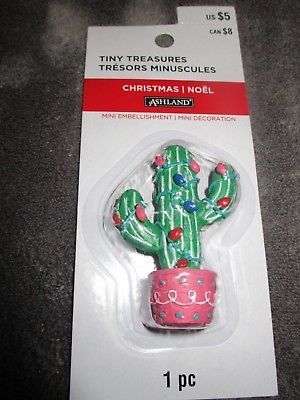 US $5
CAN $8
TINY TREASURES
TRÉSORS MINUSCULES
CHRISTMAS | NOËL
ASHLAND
MINI EMBELLISHMENT | MINI DÉCORATION
1 pc